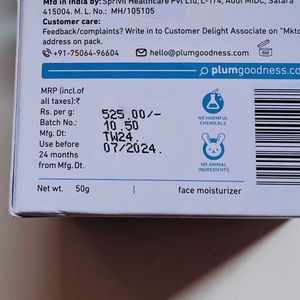 Mfd in India by: Sprivil Healthcare Pvt Ltd, E-174, Addl MIDC, Satara
415004. M. L. No.: MH/105105
Customer care:
Feedback/complaints? Write in to Customer Delight Associate on "Mktd
address on pack.
+91-75064-96604 hello@plumgoodness.com
plumgoodness.co
MRP (incl.of
all taxes):₹
Rs. per g:
Batch No.:
Mfg. Dt:
Use before
24 months
from Mfg. Dt:
525.00/-
10.50
TW24
07/2024.
NO HARMFUL
CHEMICALS
NO ANIMAL
INGREDIENTS
Net wt. 50g
face moisturizer